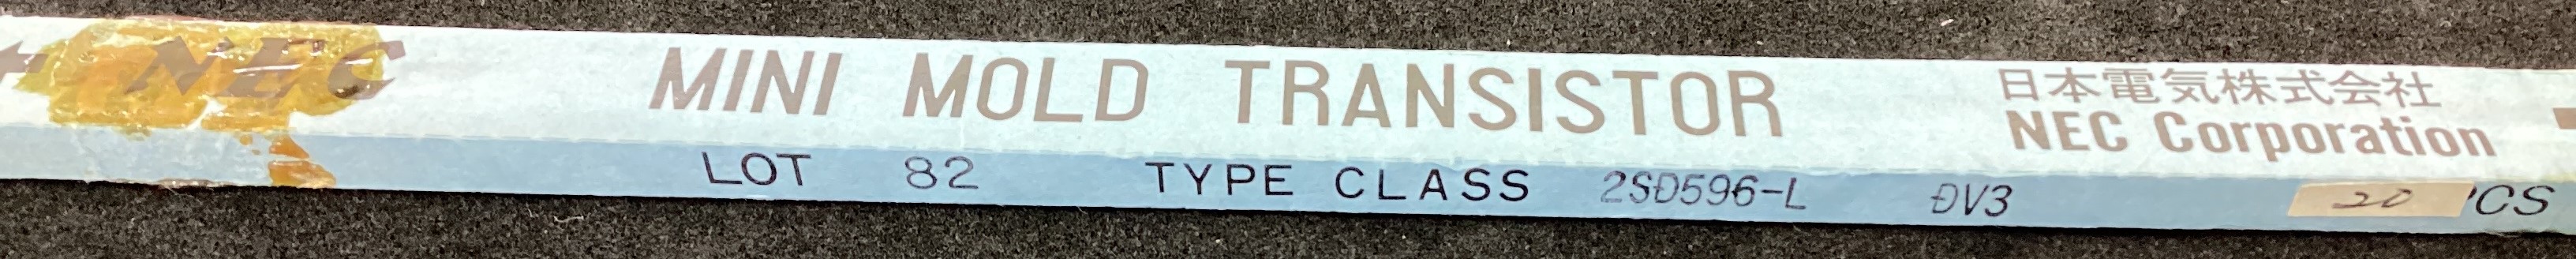 NEC
MINI MOLD TRANSISTOR
日本電気株式会社
NEC Corporation
LOT 82 TYPE CLASS 2SD596-L DV3 20 PCS